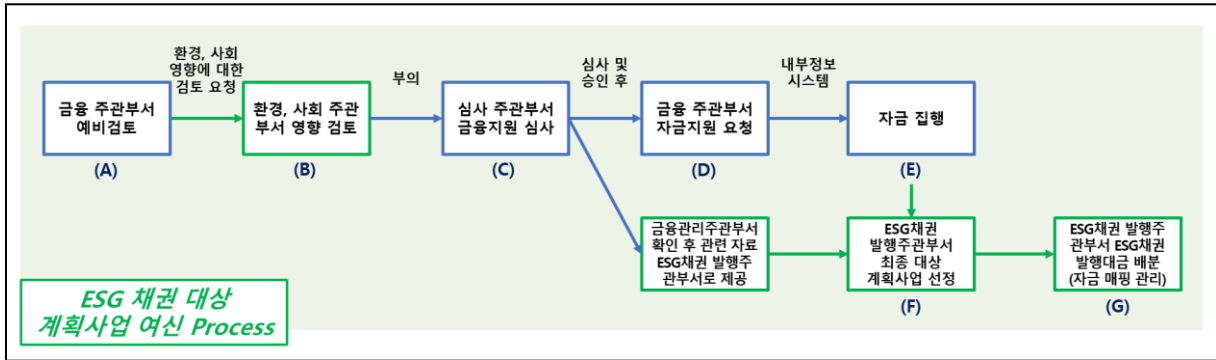 환경, 사회
영향에 대한
검토 요청
부의
심사 및
승인 후
내부정보
시스템
금융 주관부서
예비검토
환경, 사회 주관
부서 영향 검토
심사 주관부서
금융지원 심사
금융 주관부서
자금지원 요청
자금 집행
(A)
(B)
(C)
(D)
(E)
금융관리주관부서
확인 후 관련 자료
ESG채권 발행주
관부서로 제공
ESG채권
발행주관부서
최종 대상
계획사업 선정
ESG채권 발행주
관부서 ESG채권
발행대금 배분
(자금 매핑 관리)
(F)
(G)
ESG 채권 대상
계획사업 여신 Process